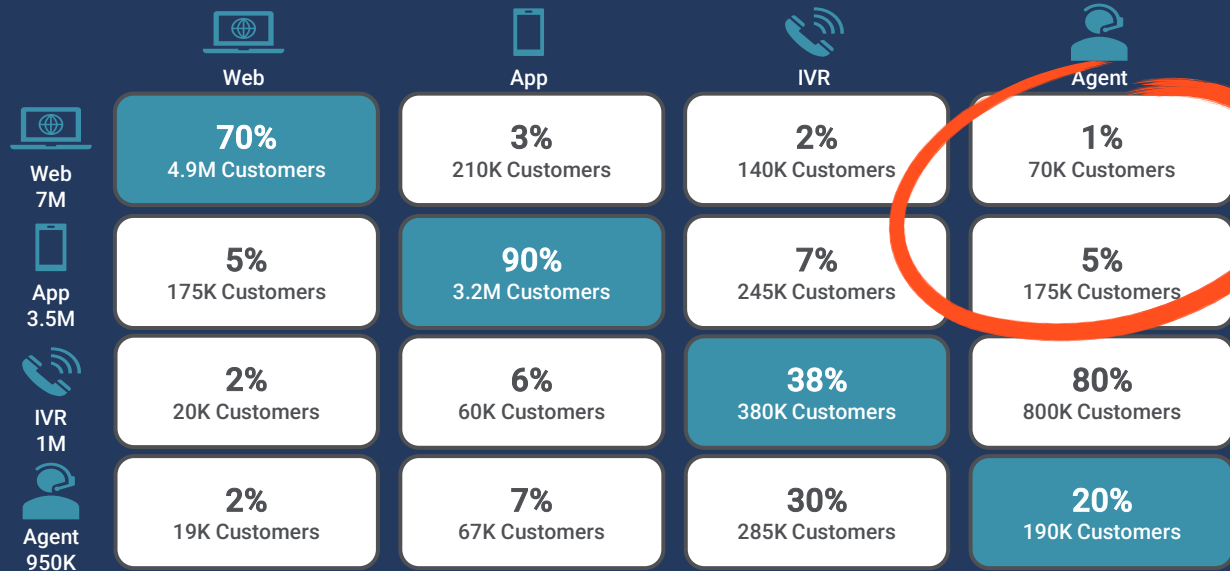 Web
App
IVR
Agent
Web
7M
70%
4.9M Customers
3%
210K Customers
2%
140K Customers
1%
70K Customers
App
3.5M
5%
175K Customers
90%
3.2M Customers
7%
245K Customers
5%
175K Customers
IVR
1M
2%
20K Customers
6%
60K Customers
38%
380K Customers
80%
800K Customers
Agent
950K
2%
19K Customers
7%
67K Customers
30%
285K Customers
20%
190K Customers